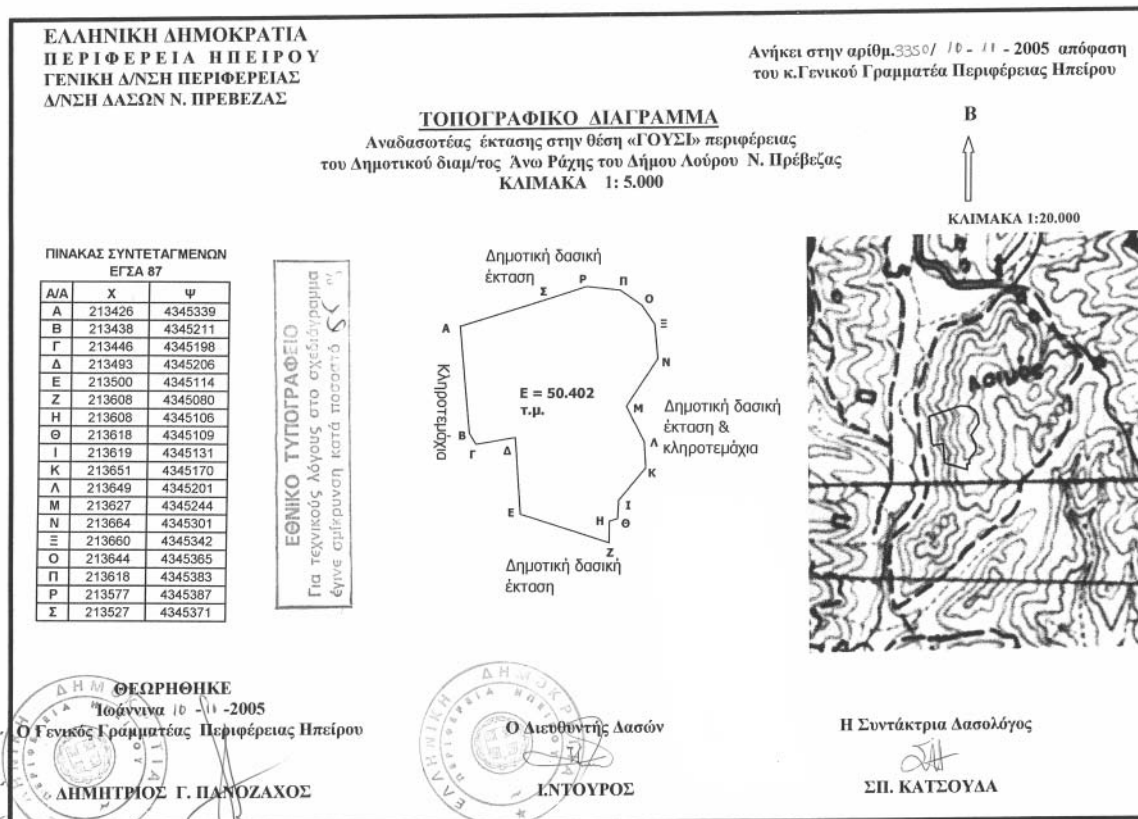 ΕΛΛΗΝΙΚΗ ΔΗΜΟΚΡΑΤΙΑ
ΠΕΡΙΦΕΡΕΙΑ ΗΠΕΙΡΟΥ
ΓΕΝΙΚΗ Δ/ΝΣΗ ΠΕΡΙΦΕΡΕΙΑΣ
Δ/ΝΣΗ ΔΑΣΩΝ Ν. ΠΡΕΒΕΖΑΣ
Ανήκει στην αρίθμ.3350/ 10 - 11 - 2005 απόφαση
του κ.Γενικού Γραμματέα Περιφέρειας Ηπείρου
ΤΟΠΟΓΡΑΦΙΚΟ ΔΙΑΓΡΑΜΜΑ
Αναδασωτέας έκτασης στην θέση «ΓΟΥΣΙ» περιφέρειας
του Δημοτικού διαμ/τος Άνω Ράχης του Δήμου Λούρου Ν. Πρέβεζας
ΚΛΙΜΑΚΑ 1: 5.000
Β
ΚΛΙΜΑΚΑ 1:20.000
ΠΙΝΑΚΑΣ ΣΥΝΤΕΤΑΓΜΕΝΩΝ
ΕΓΣΑ 87
Α/Α Χ Ψ
Α 213426 4345339
Β 213438 4345211
Γ 213446 4345198
Δ 213493 4345206
Ε 213500 4345114
Ζ 213608 4345080
Η 213608 4345106
Θ 213618 4345109
Ι 213619 4345131
Κ 213651 4345170
Λ 213649 4345201
Μ 213627 4345244
Ν 213664 4345301
Ξ 213660 4345342
Ο 213644 4345365
Π 213618 4345383
Ρ 213577 4345387
Σ 213527 4345371
ΕΘΝΙΚΟ ΤΥΠΟΓΡΑΦΕΙΟ
Για τεχνικούς λόγους στο σχεδιάγραμμα
έγινε σμίκρυνση κατά ποσοστό
Δημοτική δασική
έκταση
Α
Σ
Ρ
Π
Ο
Ξ
Ν
Μ
Λ
Κ
Ι
Θ
Η
Ζ
Ε
Δ
Γ
Β
Κληροτεμάχια
Ε = 50.402
τ.μ.
Δημοτική δασική
έκταση &
κληροτεμάχια
Δημοτική δασική
έκταση
ΘΕΩΡΗΘΗΚΕ
Ιωάννινα 10 - 11 -2005
Ο Γενικός Γραμματέας Περιφέρειας Ηπείρου
ΔΗΜΗΤΡΙΟΣ Γ. ΠΑΝΟΖΑΧΟΣ
Ο Διευθυντής Δασών
Ι.ΝΤΟΥΡΟΣ
Η Συντάκτρια Δασολόγος
ΣΠ. ΚΑΤΣΟΥΔΑ